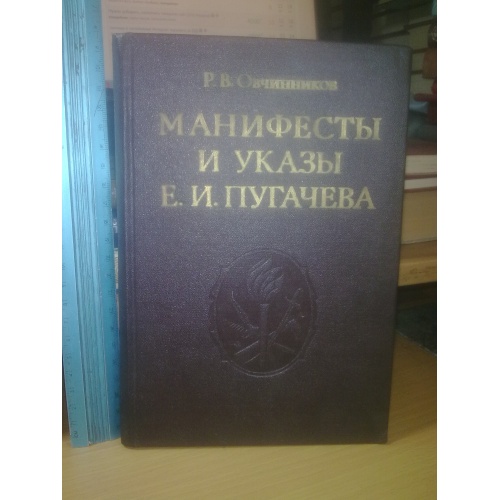 Р. В. Овчинников
МАНИФЕСТЫ
И УКАЗЫ
Е. И. ПУГАЧЕВА